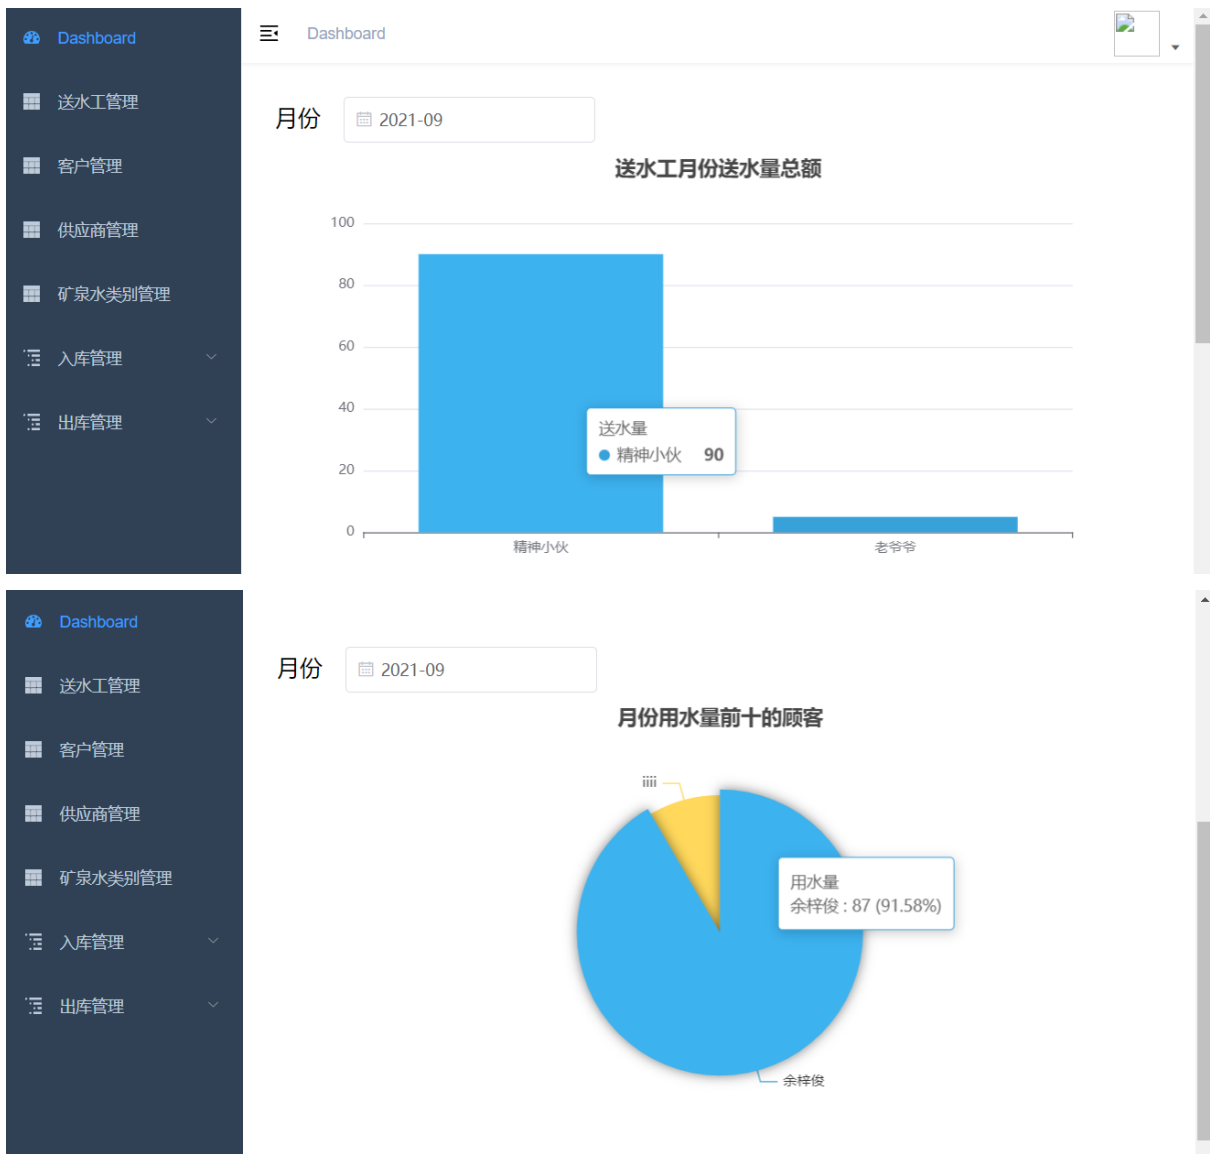 Dashboard
送水工管理
客户管理
供应商管理
矿泉水类别管理
入库管理
出库管理
Dashboard
月份
2021-09
送水工月份送水量总额
100
80
60
40
20
0
送水量
精神小伙 90
精神小伙
老爷爷
Dashboard
送水工管理
客户管理
供应商管理
矿泉水类别管理
入库管理
出库管理
月份
2021-09
月份用水量前十的顾客
iiiii
用水量
余梓俊 : 87 (91.58%)
余梓俊